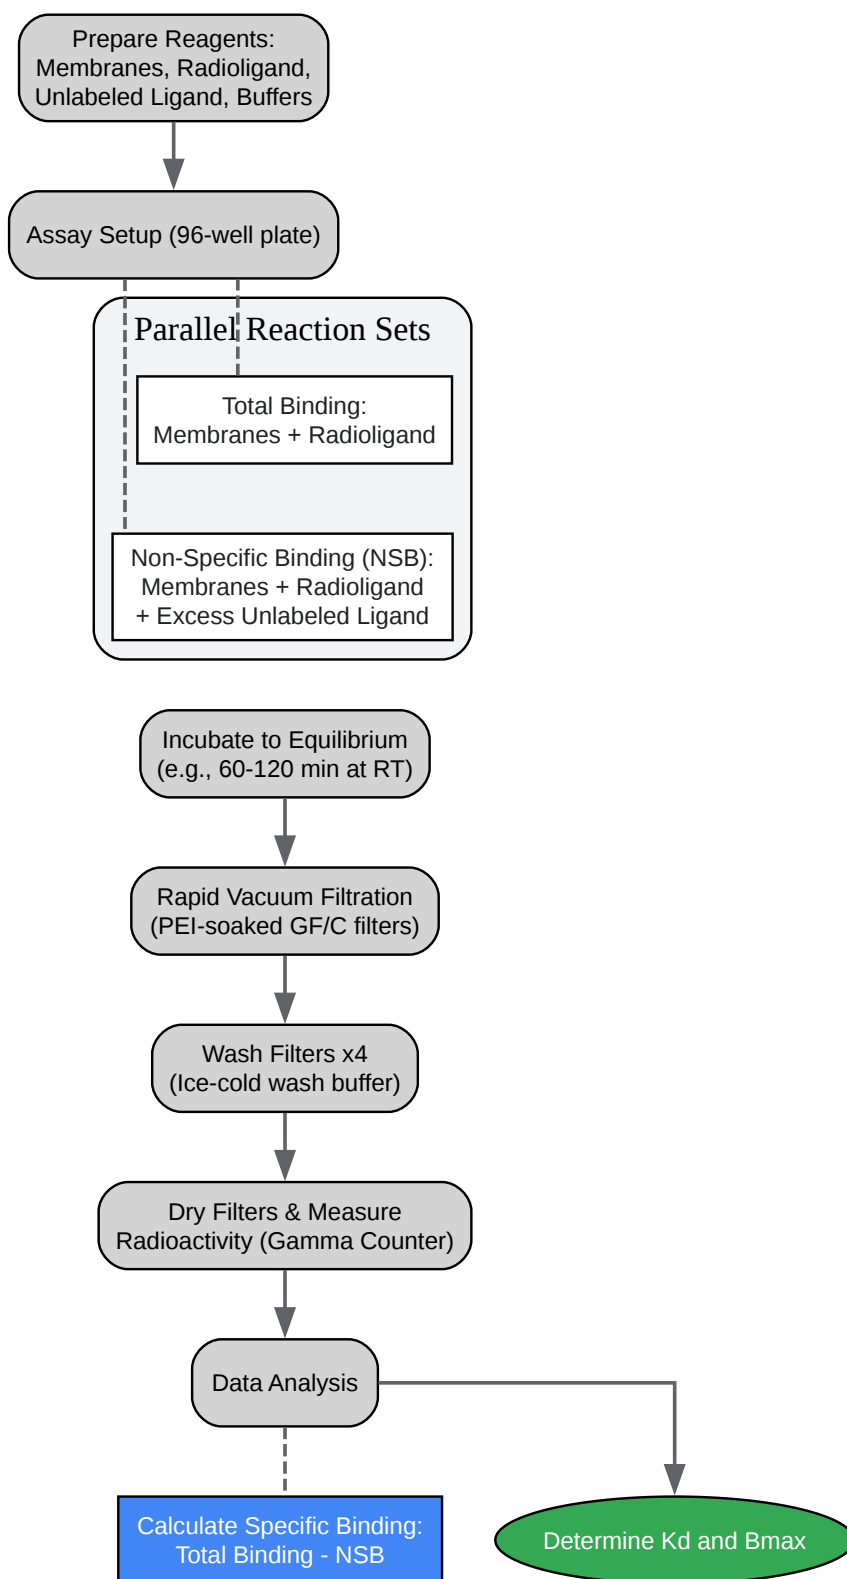 Prepare Reagents:
Membranes, Radioligand,
Unlabeled Ligand, Buffers
Assay Setup (96-well plate)
Parallel Reaction Sets
Total Binding:
Membranes + Radioligand
Non-Specific Binding (NSB):
Membranes + Radioligand
+ Excess Unlabeled Ligand
Incubate to Equilibrium
(e.g., 60-120 min at RT)
Rapid Vacuum Filtration
(PEI-soaked GF/C filters)
Wash Filters x4
(Ice-cold wash buffer)
Dry Filters & Measure
Radioactivity (Gamma Counter)
Data Analysis
Calculate Specific Binding:
Total Binding - NSB
Determine Kd and Bmax